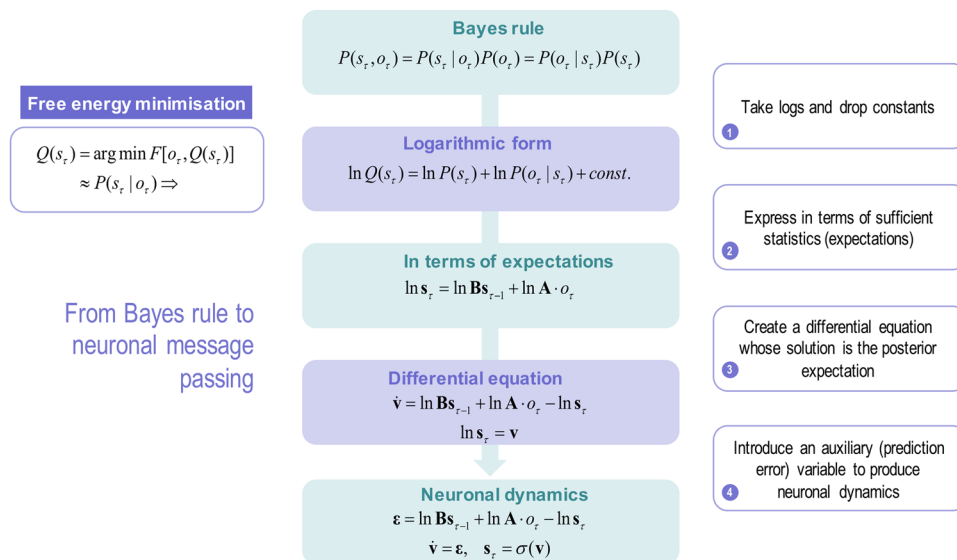 Bayes rule
P(s_τ, o_τ) = P(s_τ | o_τ)P(o_τ) = P(o_τ | s_τ)P(s_τ)
Free energy minimisation
Q(s_τ) = arg min F[o_τ, Q(s_τ)]
≈ P(s_τ | o_τ) ⇒
Logarithmic form
ln Q(s_τ) = ln P(s_τ) + ln P(o_τ | s_τ) + const.
In terms of expectations
ln s_τ = ln Bs_{τ−1} + ln A · o_τ
From Bayes rule to
neuronal message
passing
Differential equation
v̇ = ln Bs_{τ−1} + ln A · o_τ − ln s_τ
ln s_τ = v
Neuronal dynamics
ε = ln Bs_{τ−1} + ln A · o_τ − ln s_τ
v̇ = ε, s_τ = σ(v)
Take logs and drop constants
1
Express in terms of sufficient
statistics (expectations)
2
Create a differential equation
whose solution is the posterior
expectation
3
Introduce an auxiliary (prediction
error) variable to produce
neuronal dynamics
4